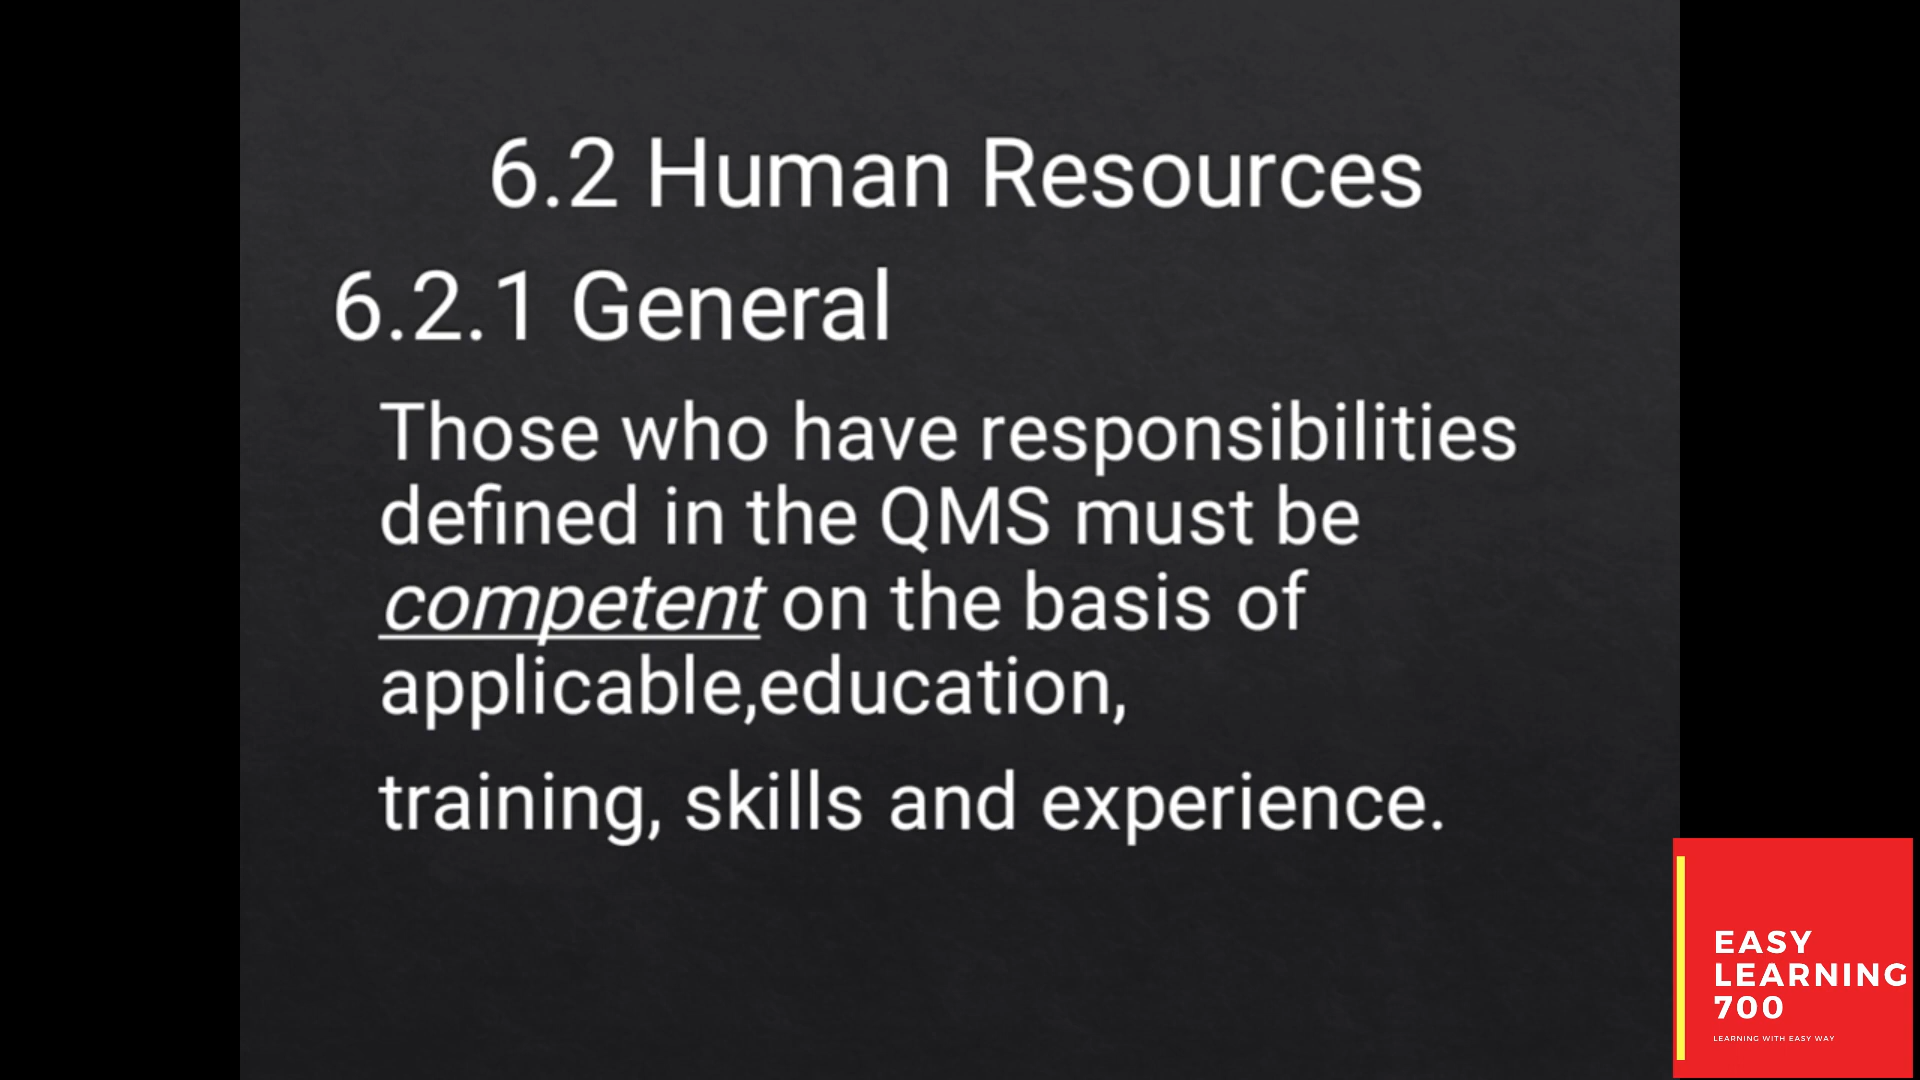 6.2 Human Resources
6.2.1 General
Those who have responsibilities
defined in the QMS must be
competent on the basis of
applicable,education,
training, skills and experience.
EASY
LEARNING
700
LEARNING WITH EASY WAY